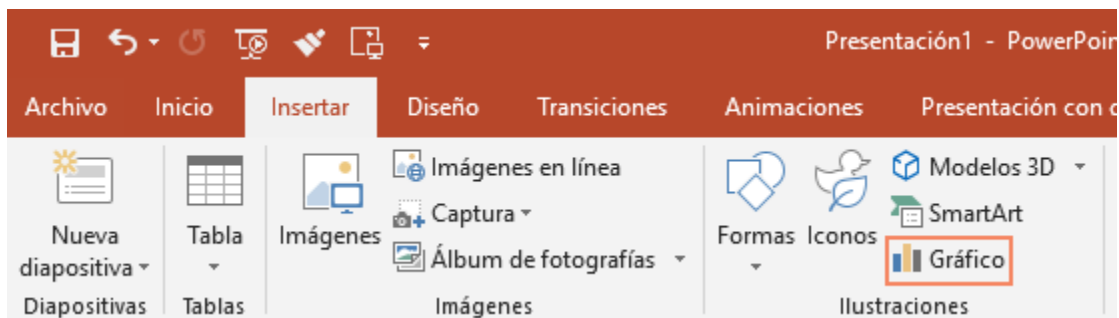 Presentación1 - PowerPoin
Archivo Inicio Insertar Diseño Transiciones Animaciones Presentación con
Nueva diapositiva
Tabla
Imágenes
Imágenes en línea
Captura
Álbum de fotografías
Formas
Iconos
Modelos 3D
SmartArt
Gráfico
Diapositivas Tablas Imágenes Ilustraciones